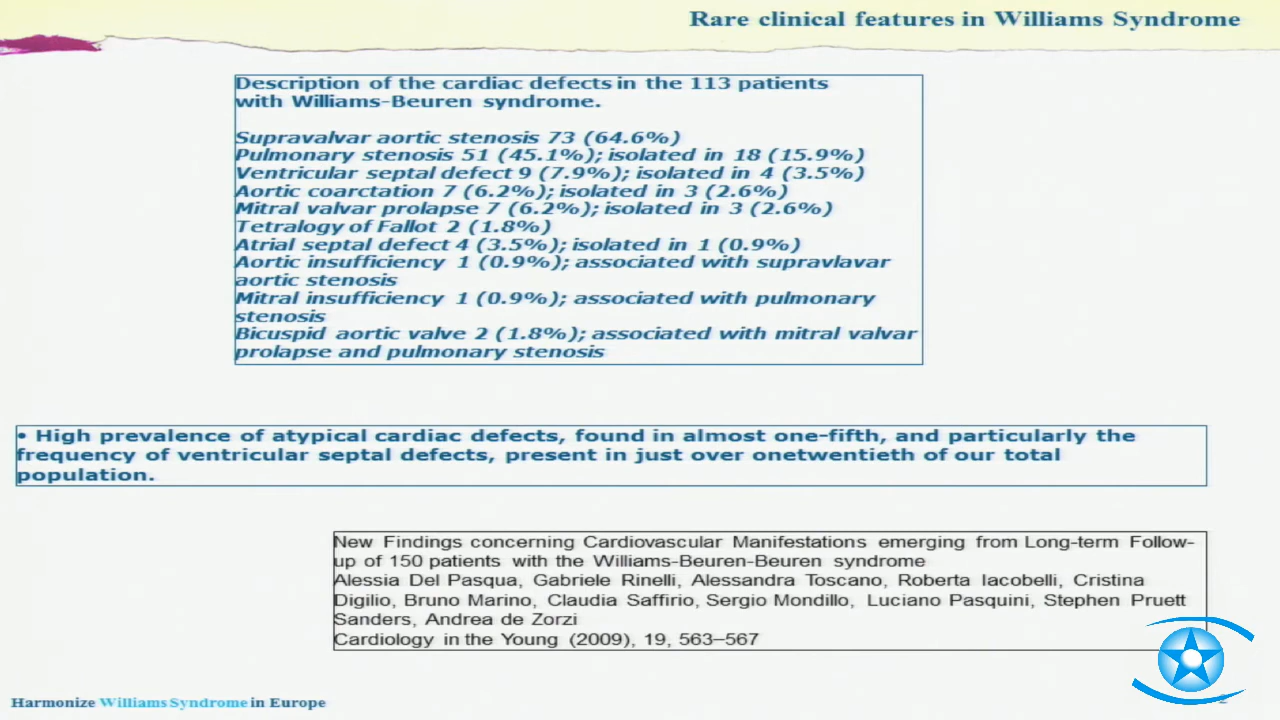 Rare clinical features in Williams Syndrome
Description of the cardiac defects in the 113 patients
with Williams-Beuren syndrome.
Supravalvar aortic stenosis 73 (64.6%)
Pulmonary stenosis 51 (45.1%); isolated in 18 (15.9%)
Ventricular septal defect 9 (7.9%); isolated in 4 (3.5%)
Aortic coarctation 7 (6.2%); isolated in 3 (2.6%)
Mitral valvar prolapse 7 (6.2%); isolated in 3 (2.6%)
Tetralogy of Fallot 2 (1.8%)
Atrial septal defect 4 (3.5%); isolated in 1 (0.9%)
Aortic insufficiency 1 (0.9%); associated with supravlavar
aortic stenosis
Mitral insufficiency 1 (0.9%); associated with pulmonary
stenosis
Bicuspid aortic valve 2 (1.8%); associated with mitral valvar
prolapse and pulmonary stenosis
• High prevalence of atypical cardiac defects, found in almost one-fifth, and particularly the
frequency of ventricular septal defects, present in just over onetwentieth of our total
population.
New Findings concerning Cardiovascular Manifestations emerging from Long-term Follow-
up of 150 patients with the Williams-Beuren-Beuren syndrome
Alessia Del Pasqua, Gabriele Rinelli, Alessandra Toscano, Roberta Iacobelli, Cristina
Digilio, Bruno Marino, Claudia Saffirio, Sergio Mondillo, Luciano Pasquini, Stephen Pruett
Sanders, Andrea de Zorzi
Cardiology in the Young (2009), 19, 563–567
Harmonize Williams Syndrome in Europe